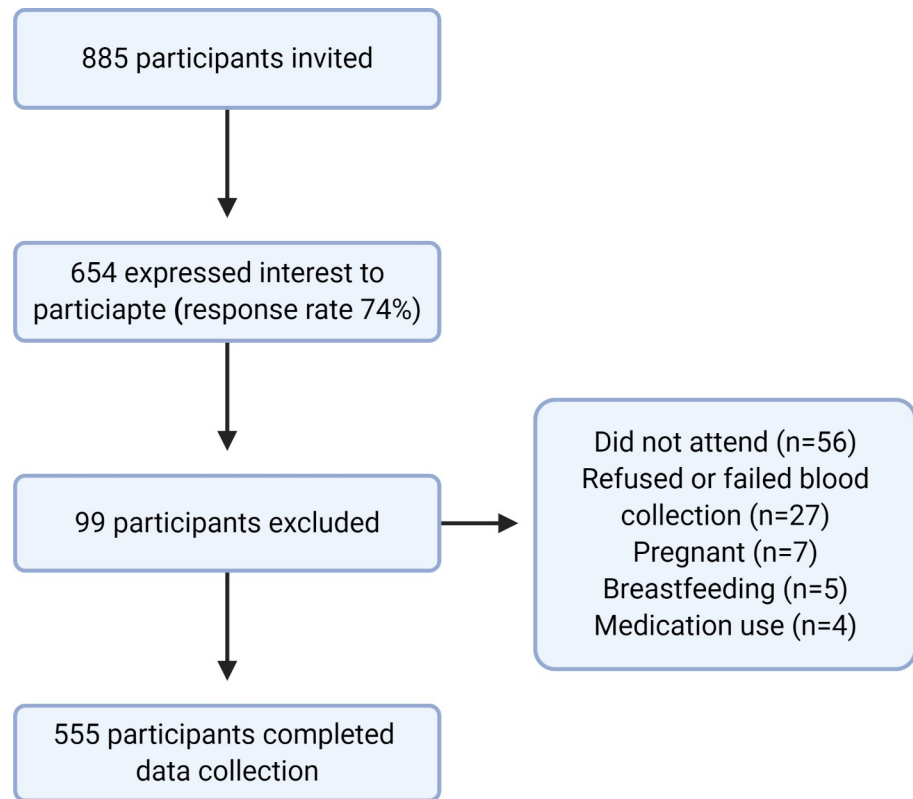 885 participants invited
654 expressed interest to
particiapte (response rate 74%)
99 participants excluded
Did not attend (n=56)
Refused or failed blood
collection (n=27)
Pregnant (n=7)
Breastfeeding (n=5)
Medication use (n=4)
555 participants completed
data collection